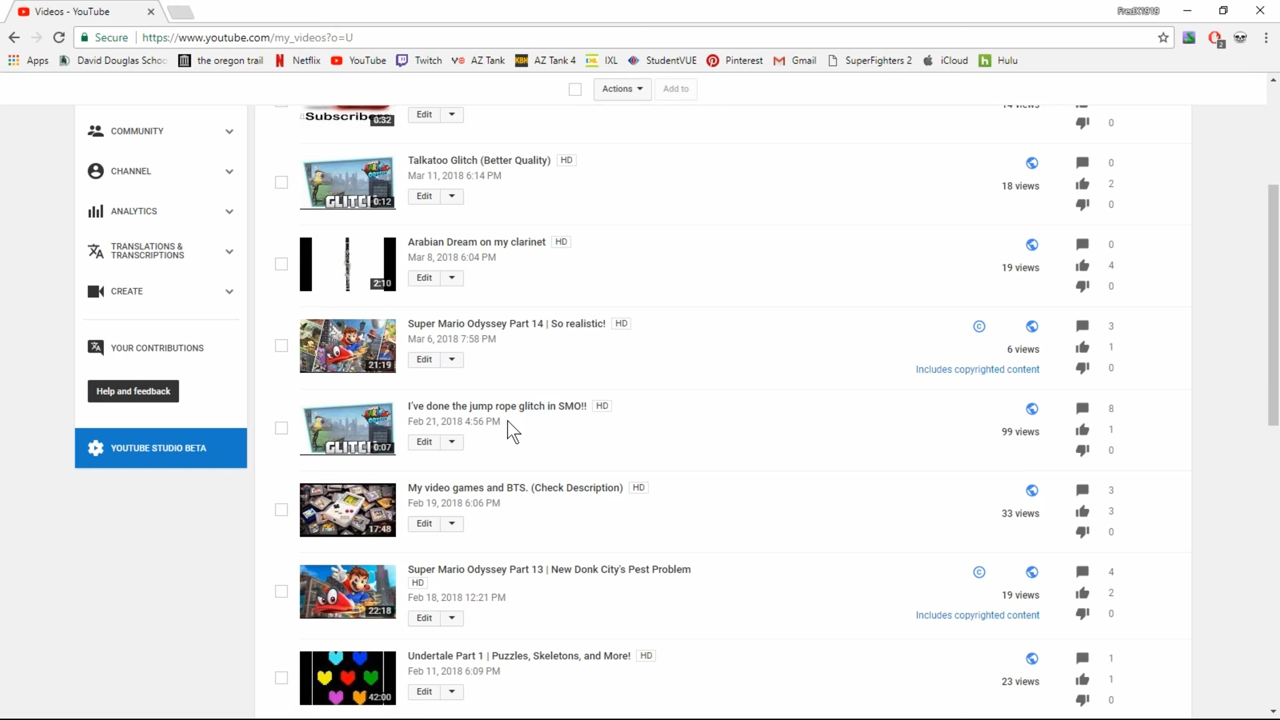 Videos - YouTube
FredX1919
Secure
https://www.youtube.com/my_videos?o=U
2
Apps
David Douglas Schoo
the oregon trail
Netflix
YouTube
Twitch
AZ Tank
KBH
AZ Tank 4
IXL
IXL
StudentVUE
Pinterest
Gmail
SuperFighters 2
iCloud
h
Hulu
Actions
Add to
COMMUNITY
CHANNEL
ANALYTICS
TRANSLATIONS &
TRANSCRIPTIONS
CREATE
YOUR CONTRIBUTIONS
Help and feedback
YOUTUBE STUDIO BETA
Subscribe
0:32
Edit
14 views
0
Talkatoo Glitch (Better Quality) HD
Mar 11, 2018 6:14 PM
Edit
GLITCH
0:12
18 views
0
2
0
Arabian Dream on my clarinet HD
Mar 8, 2018 6:04 PM
Edit
2:10
19 views
0
4
0
Super Mario Odyssey Part 14 | So realistic! HD
Mar 6, 2018 7:58 PM
Edit
21:19
©
6 views
Includes copyrighted content
3
1
0
I've done the jump rope glitch in SMO!! HD
Feb 21, 2018 4:56 PM
Edit
GLITCH
0:07
99 views
8
1
0
My video games and BTS. (Check Description) HD
Feb 19, 2018 6:06 PM
Edit
17:48
33 views
3
3
0
Super Mario Odyssey Part 13 | New Donk City's Pest Problem
HD
Feb 18, 2018 12:21 PM
Edit
22:18
©
19 views
Includes copyrighted content
4
2
0
Undertale Part 1 | Puzzles, Skeletons, and More! HD
Feb 11, 2018 6:09 PM
Edit
42:00
23 views
1
1
0